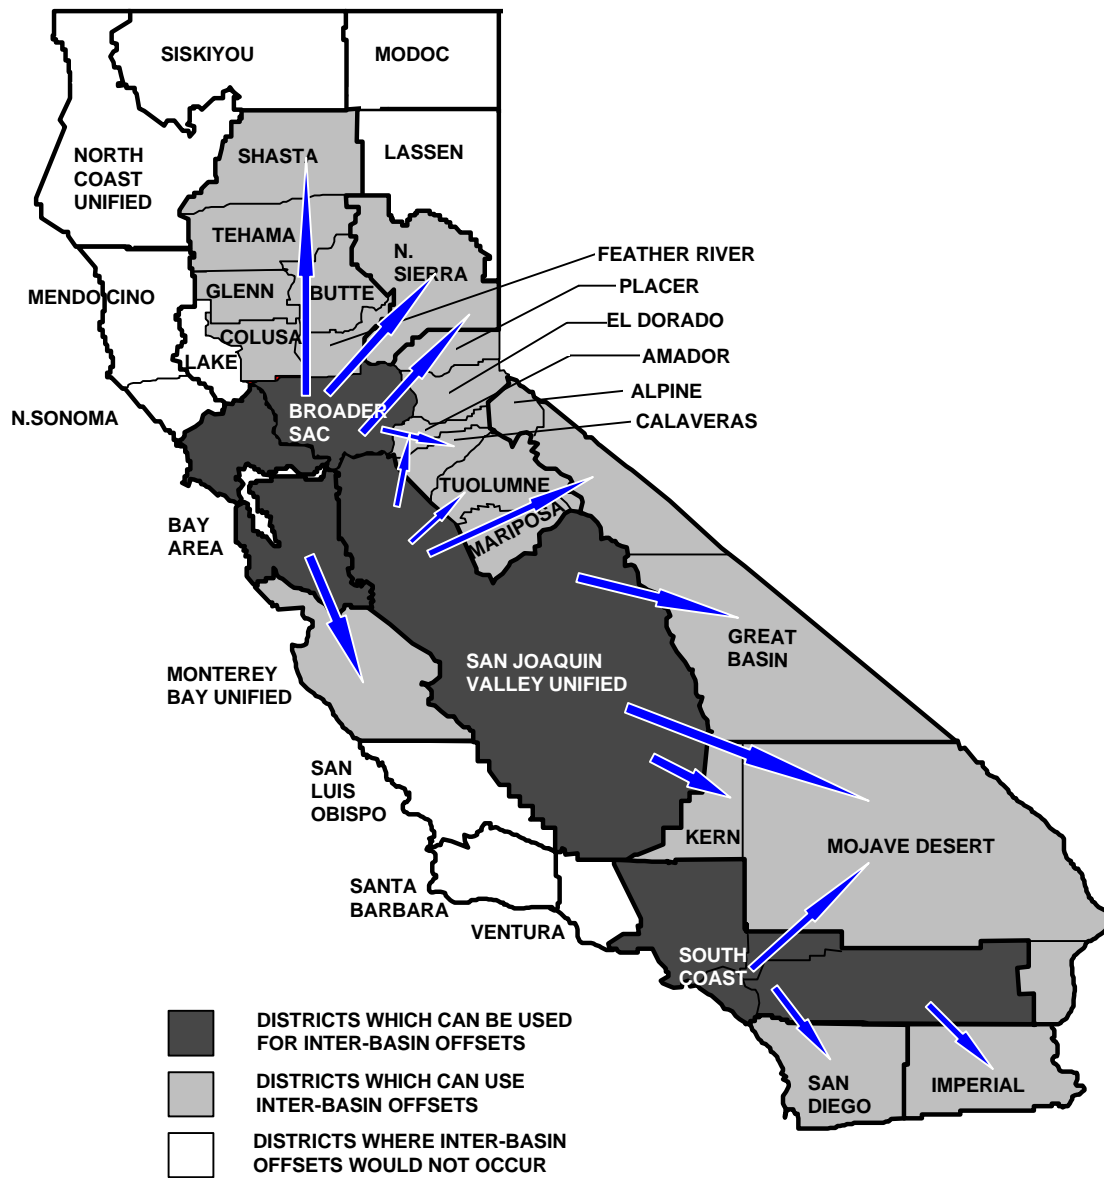 SISKIYOU
MODOC
NORTH
COAST
UNIFIED
SHASTA
LASSEN
TEHAMA
N.
SIERRA
FEATHER RIVER
PLACER
MENDOCINO
GLENN
BUTTE
EL DORADO
COLUSA
LAKE
AMADOR
ALPINE
N.SONOMA
BROADER
SAC
CALAVERAS
TUOLUMNE
BAY
AREA
MARIPOSA
GREAT
BASIN
MONTEREY
BAY UNIFIED
SAN JOAQUIN
VALLEY UNIFIED
SAN
LUIS
OBISPO
KERN
MOJAVE DESERT
SANTA
BARBARA
VENTURA
SOUTH
COAST
DISTRICTS WHICH CAN BE USED
FOR INTER-BASIN OFFSETS
DISTRICTS WHICH CAN USE
INTER-BASIN OFFSETS
DISTRICTS WHERE INTER-BASIN
OFFSETS WOULD NOT OCCUR
SAN
DIEGO
IMPERIAL